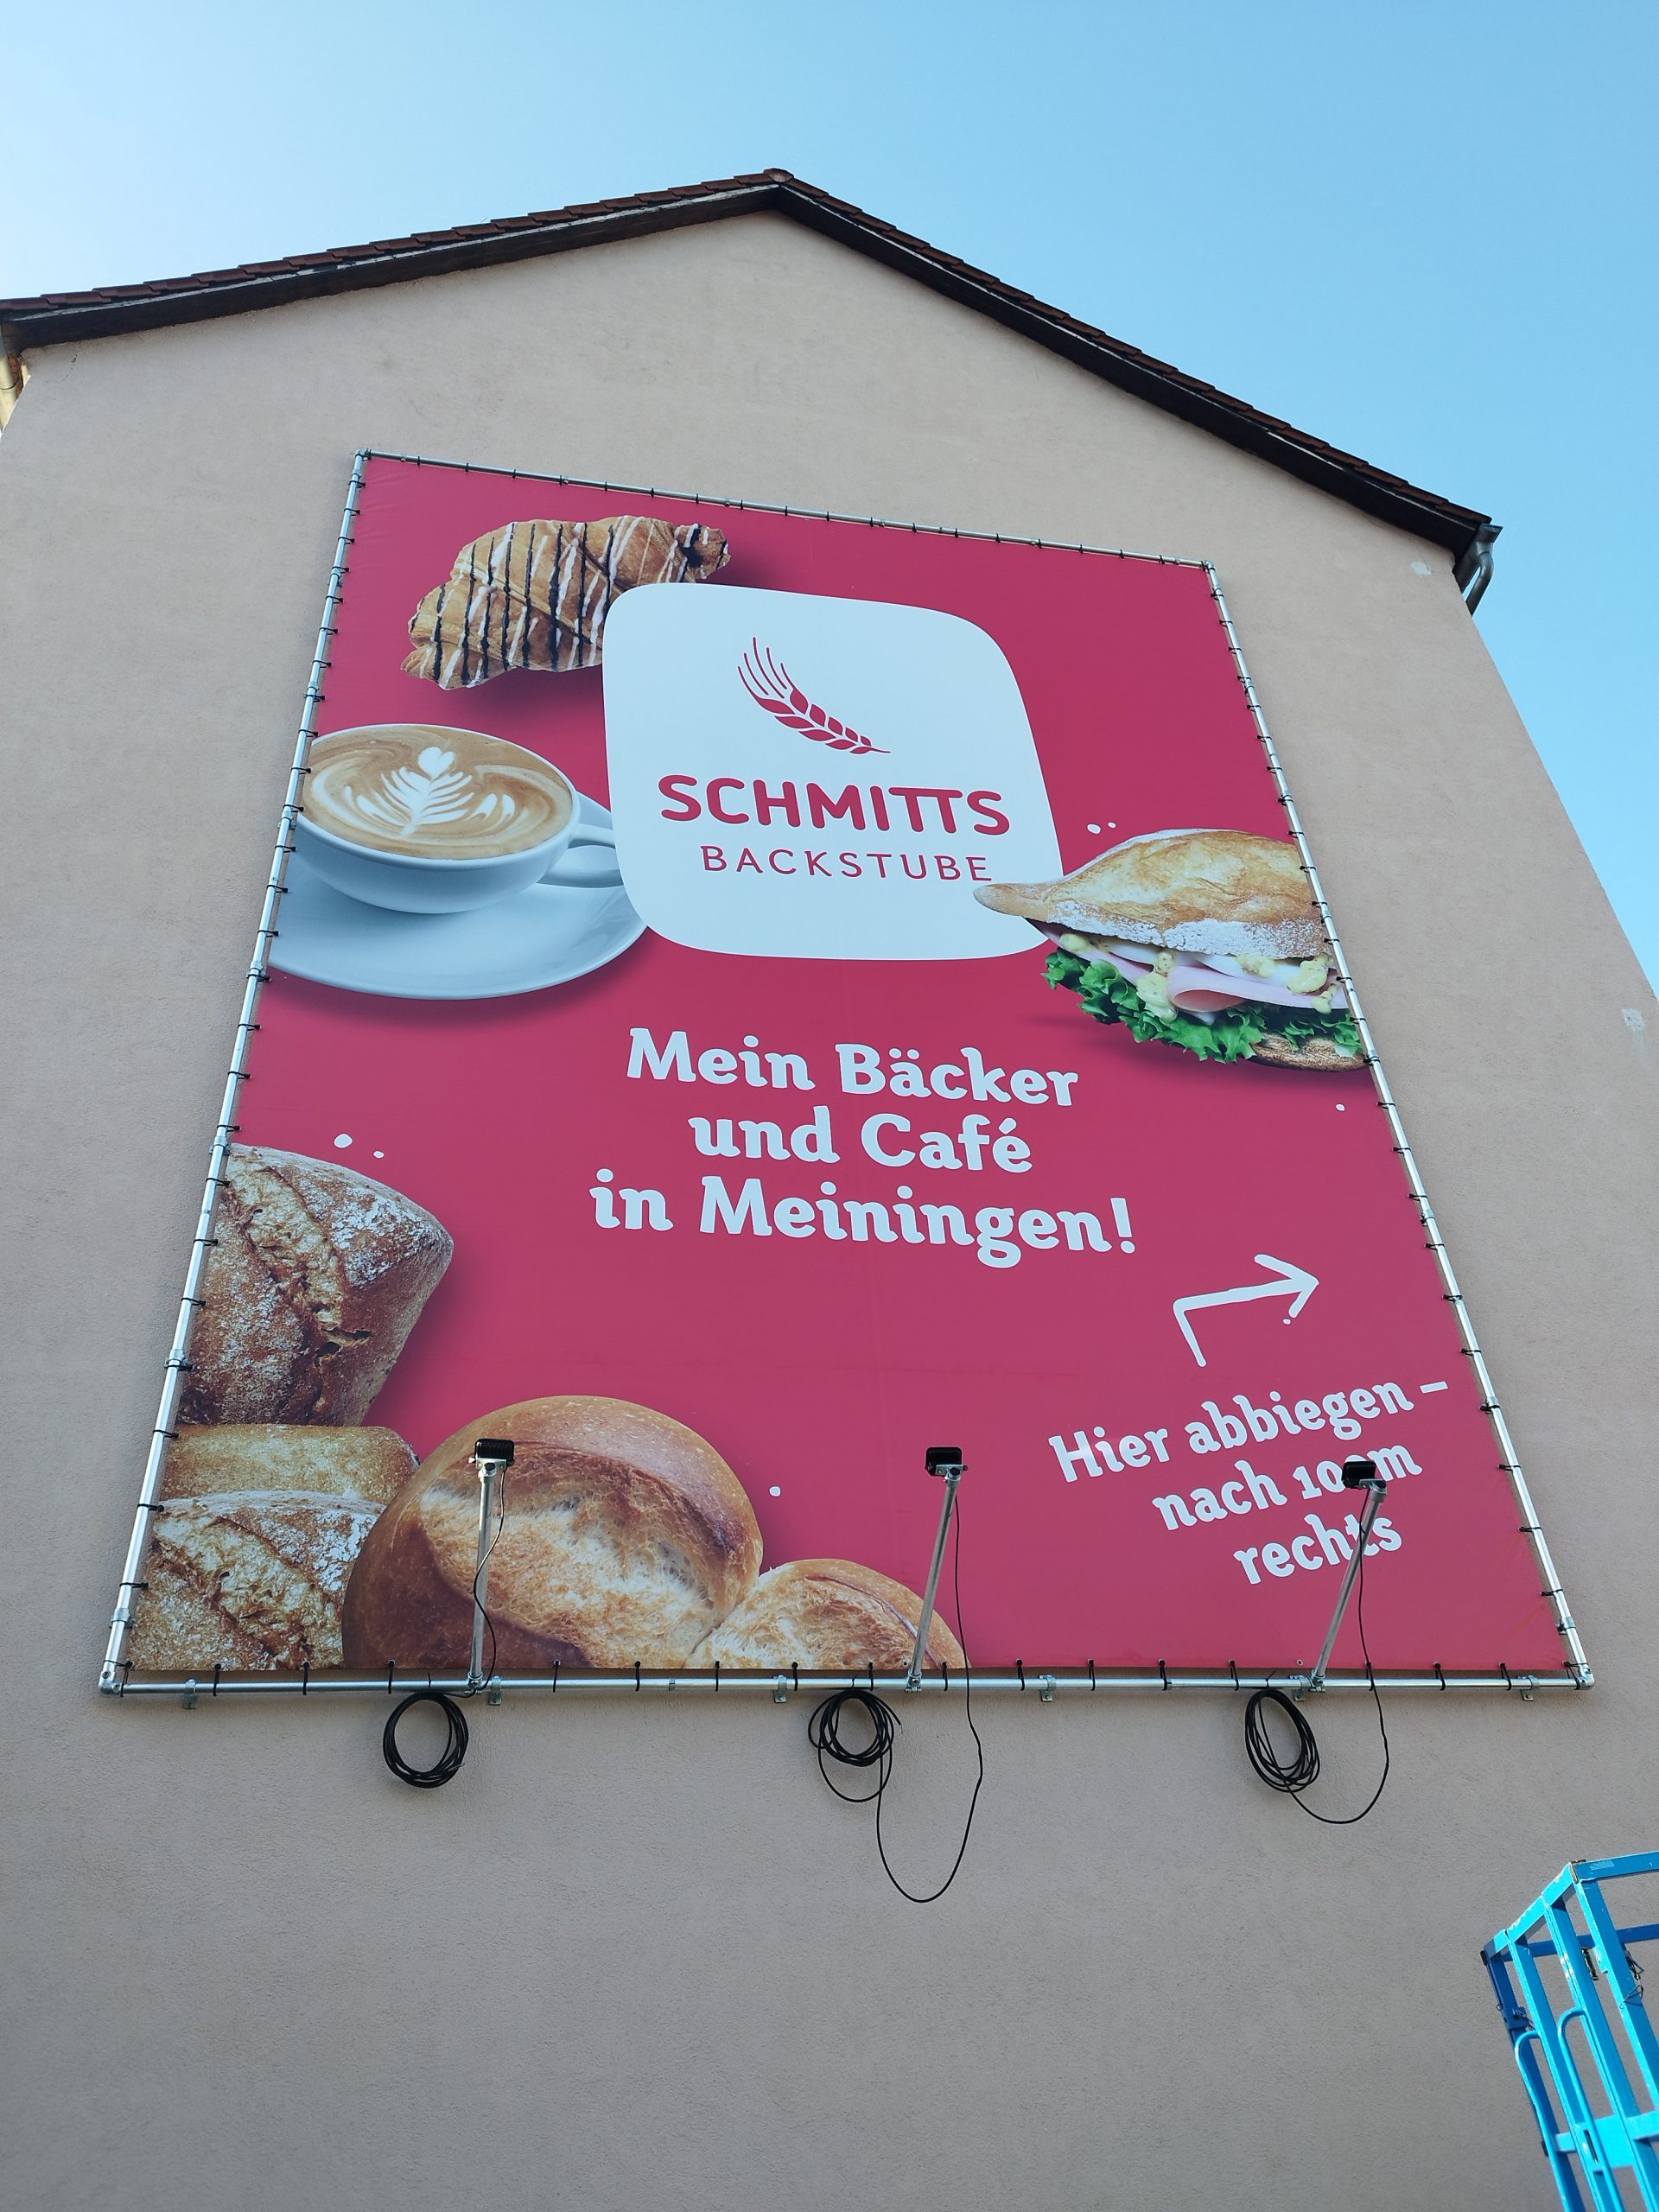 SCHMITTS
BACKSTUBE
Mein Bäcker
und Café
in Meiningen!
Hier abbiegen –
nach
rechts